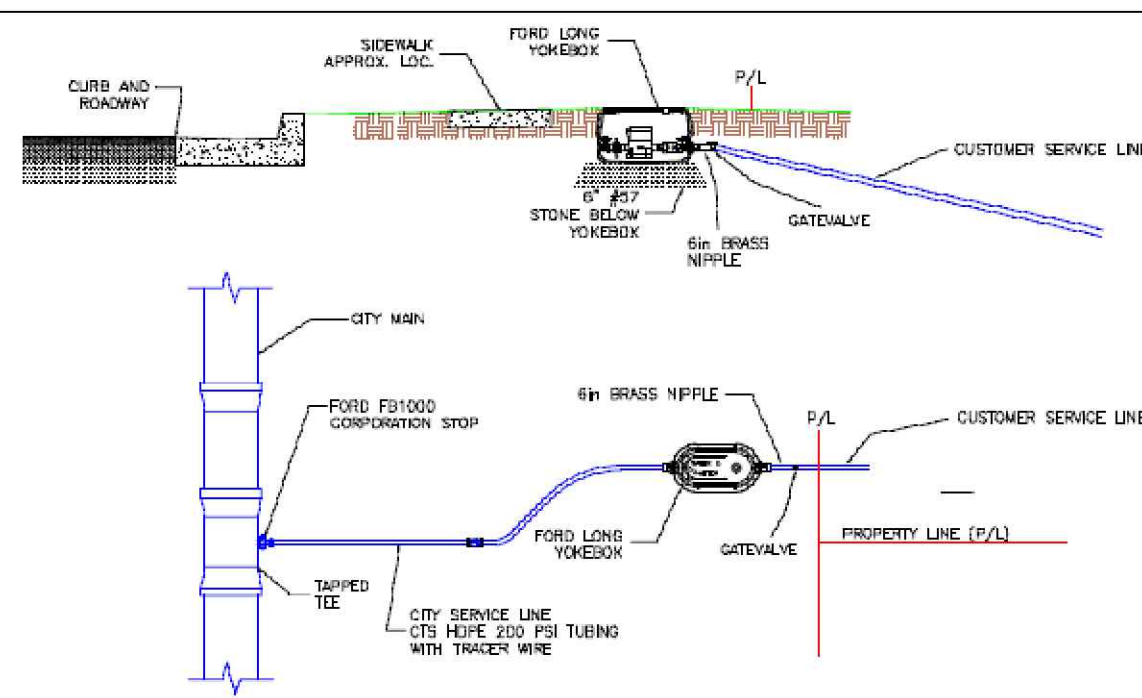 FORD LONG
YOKEBOX
SIDEWALK
APPROX. LOC.
P/L
CURB AND
ROADWAY
CUSTOMER SERVICE LINE
6" #57
STONE BELOW
YOKEBOX
GATEVALVE
6in BRASS
NIPPLE
CITY MAIN
6in BRASS NIPPLE
FORD FB1000
CORPORATION STOP
P/L
CUSTOMER SERVICE LINE
FORD LONG
YOKEBOX
GATEVALVE
PROPERTY LINE (P/L)
TAPPED
TEE
CITY SERVICE LINE
CTS HDPE 200 PSI TUBING
WITH TRACER WIRE